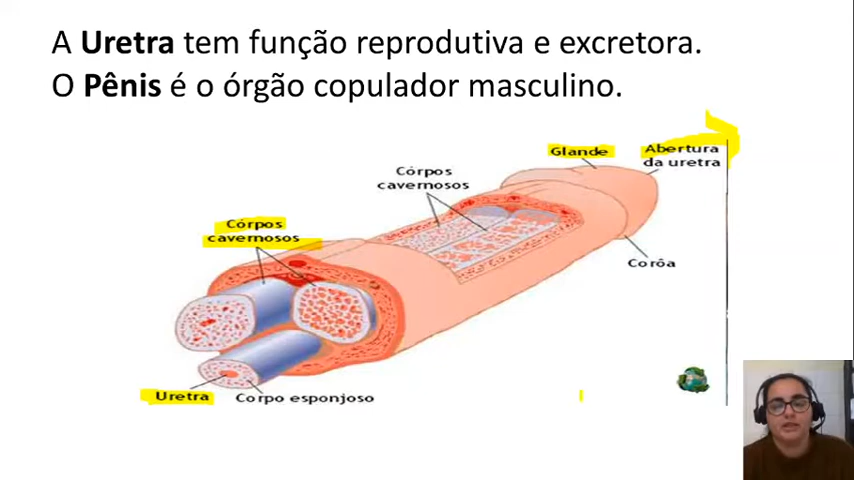 A Uretra tem função reprodutiva e excretora.
O Pênis é o órgão copulador masculino.
Glande
Abertura
da uretra
Córpos
cavernosos
Córpos
cavernosos
Corôa
Uretra
Corpo esponjoso